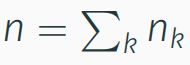 n = ∑ₖ nₖ